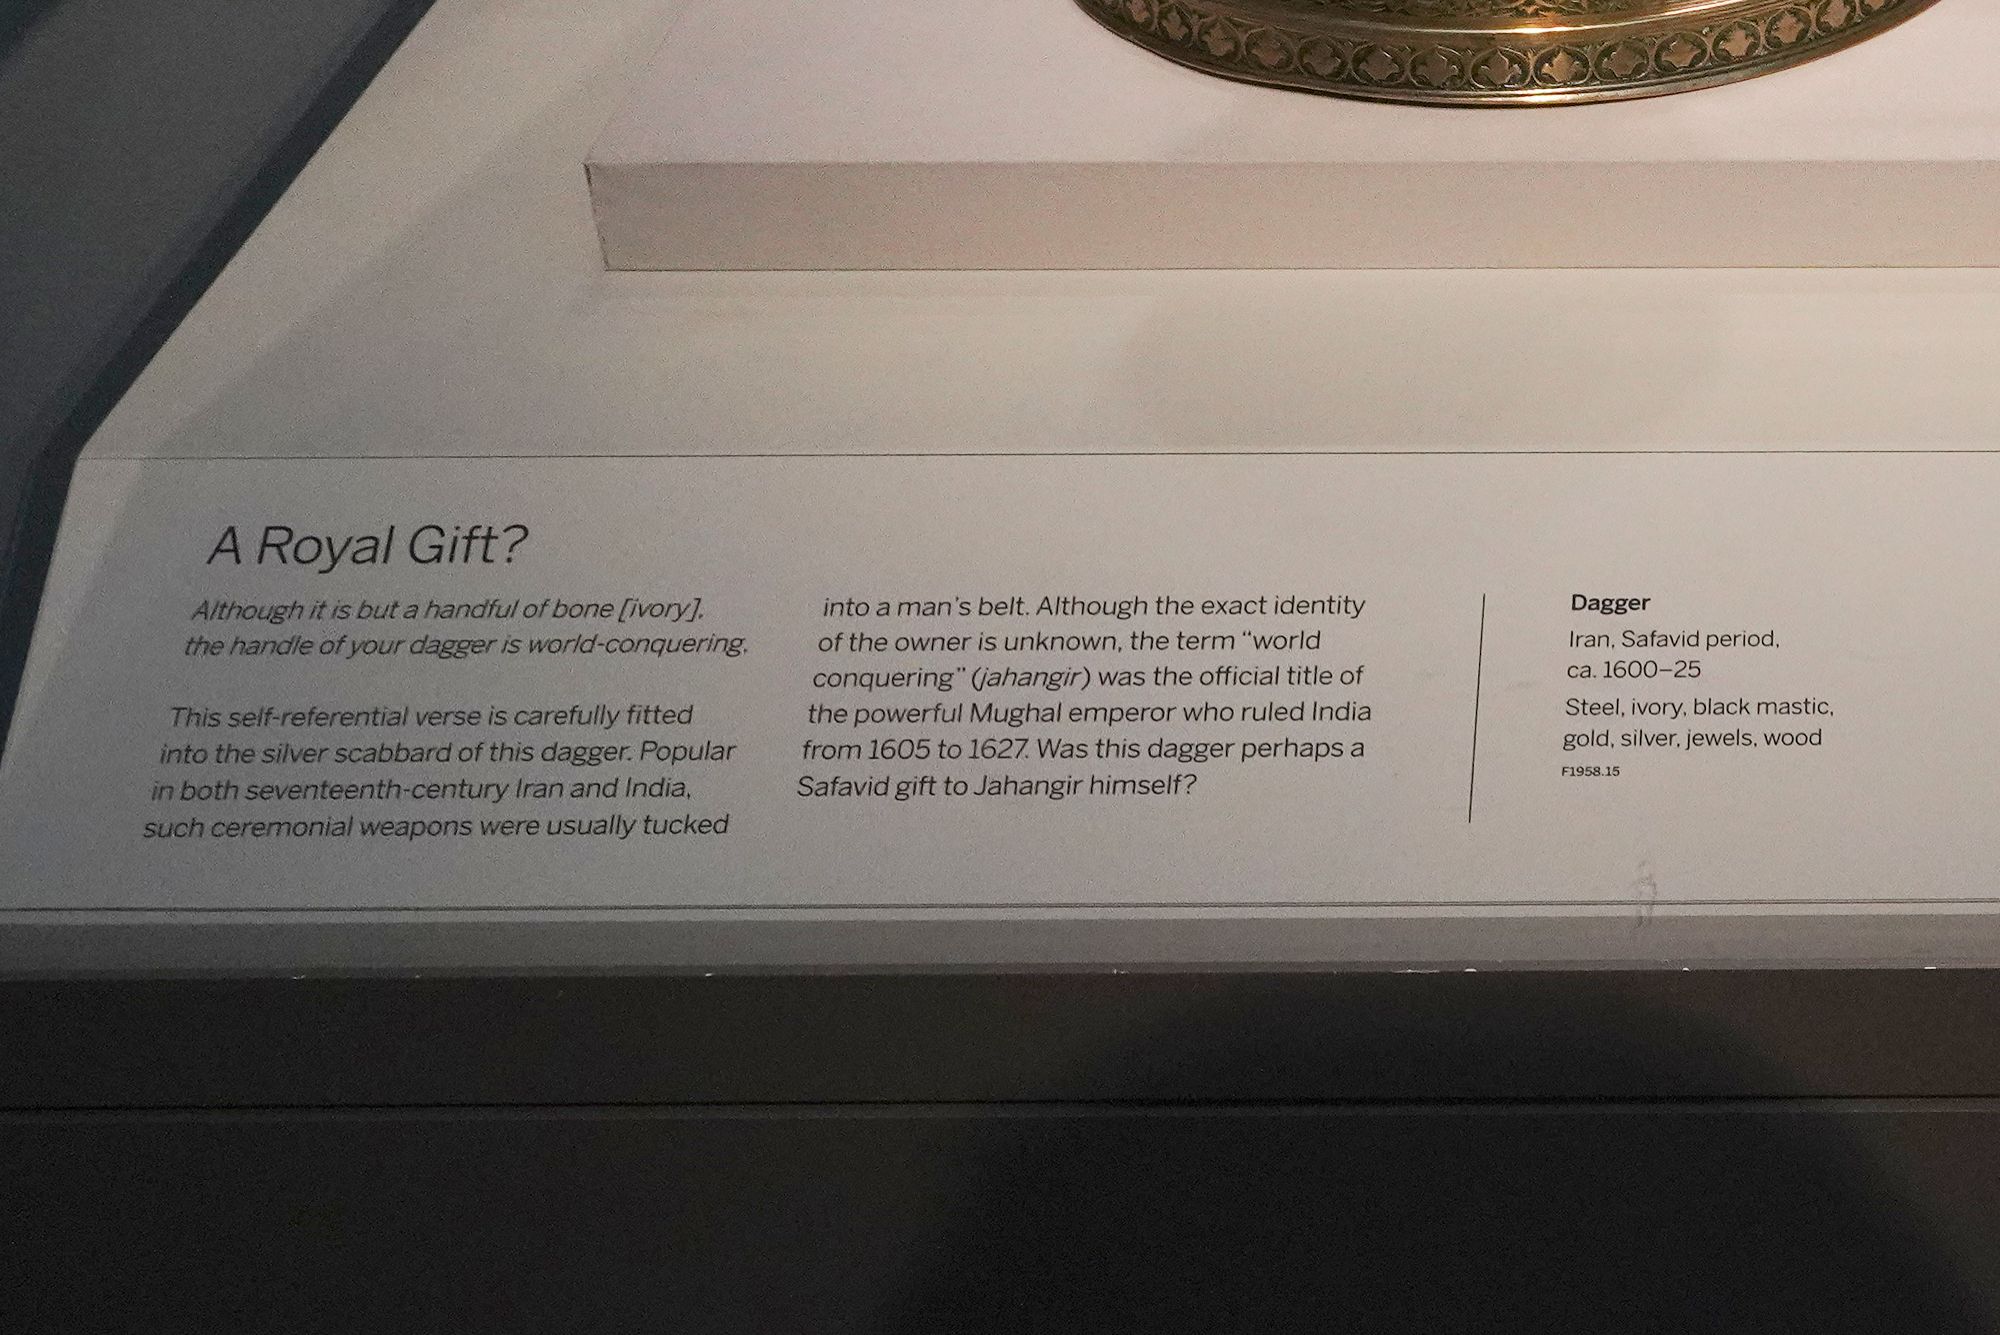 A Royal Gift?
Although it is but a handful of bone [ivory],
the handle of your dagger is world-conquering.
This self-referential verse is carefully fitted
into the silver scabbard of this dagger. Popular
in both seventeenth-century Iran and India,
such ceremonial weapons were usually tucked
into a man's belt. Although the exact identity
of the owner is unknown, the term “world
conquering” (jahangir) was the official title of
the powerful Mughal emperor who ruled India
from 1605 to 1627. Was this dagger perhaps a
Safavid gift to Jahangir himself?
Dagger
Iran, Safavid period,
ca. 1600–25
Steel, ivory, black mastic,
gold, silver, jewels, wood
F1958.15